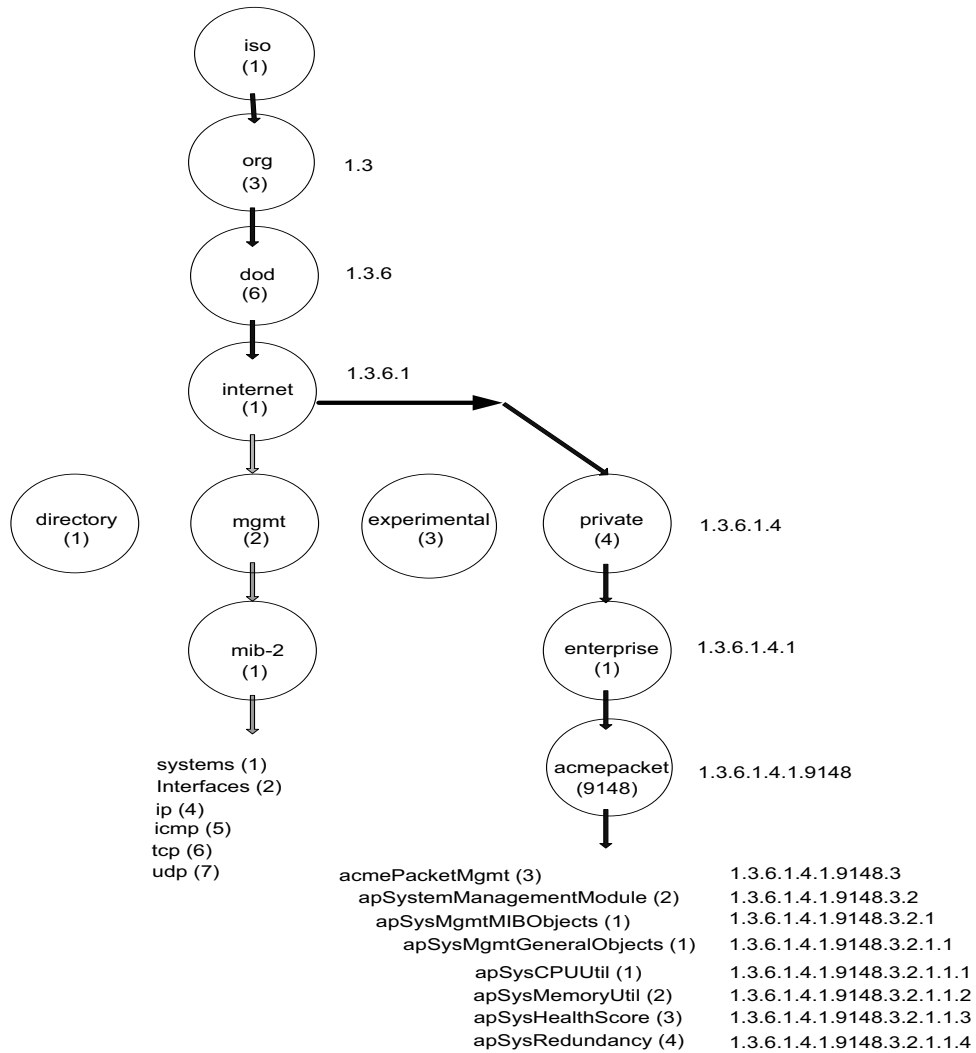 iso
(1)
org
(3)
1.3
dod
(6)
1.3.6
internet
(1)
1.3.6.1
directory
(1)
mgmt
(2)
experimental
(3)
private
(4)
1.3.6.1.4
mib-2
(1)
enterprise
(1)
1.3.6.1.4.1
acmepacket
(9148)
1.3.6.1.4.1.9148
systems (1)
Interfaces (2)
ip (4)
icmp (5)
tcp (6)
udp (7)
acmePacketMgmt (3) 1.3.6.1.4.1.9148.3
apSystemManagementModule (2) 1.3.6.1.4.1.9148.3.2
apSysMgmtMIBObjects (1) 1.3.6.1.4.1.9148.3.2.1
apSysMgmtGeneralObjects (1) 1.3.6.1.4.1.9148.3.2.1.1
apSysCPUUtil (1) 1.3.6.1.4.1.9148.3.2.1.1.1
apSysMemoryUtil (2) 1.3.6.1.4.1.9148.3.2.1.1.2
apSysHealthScore (3) 1.3.6.1.4.1.9148.3.2.1.1.3
apSysRedundancy (4) 1.3.6.1.4.1.9148.3.2.1.1.4